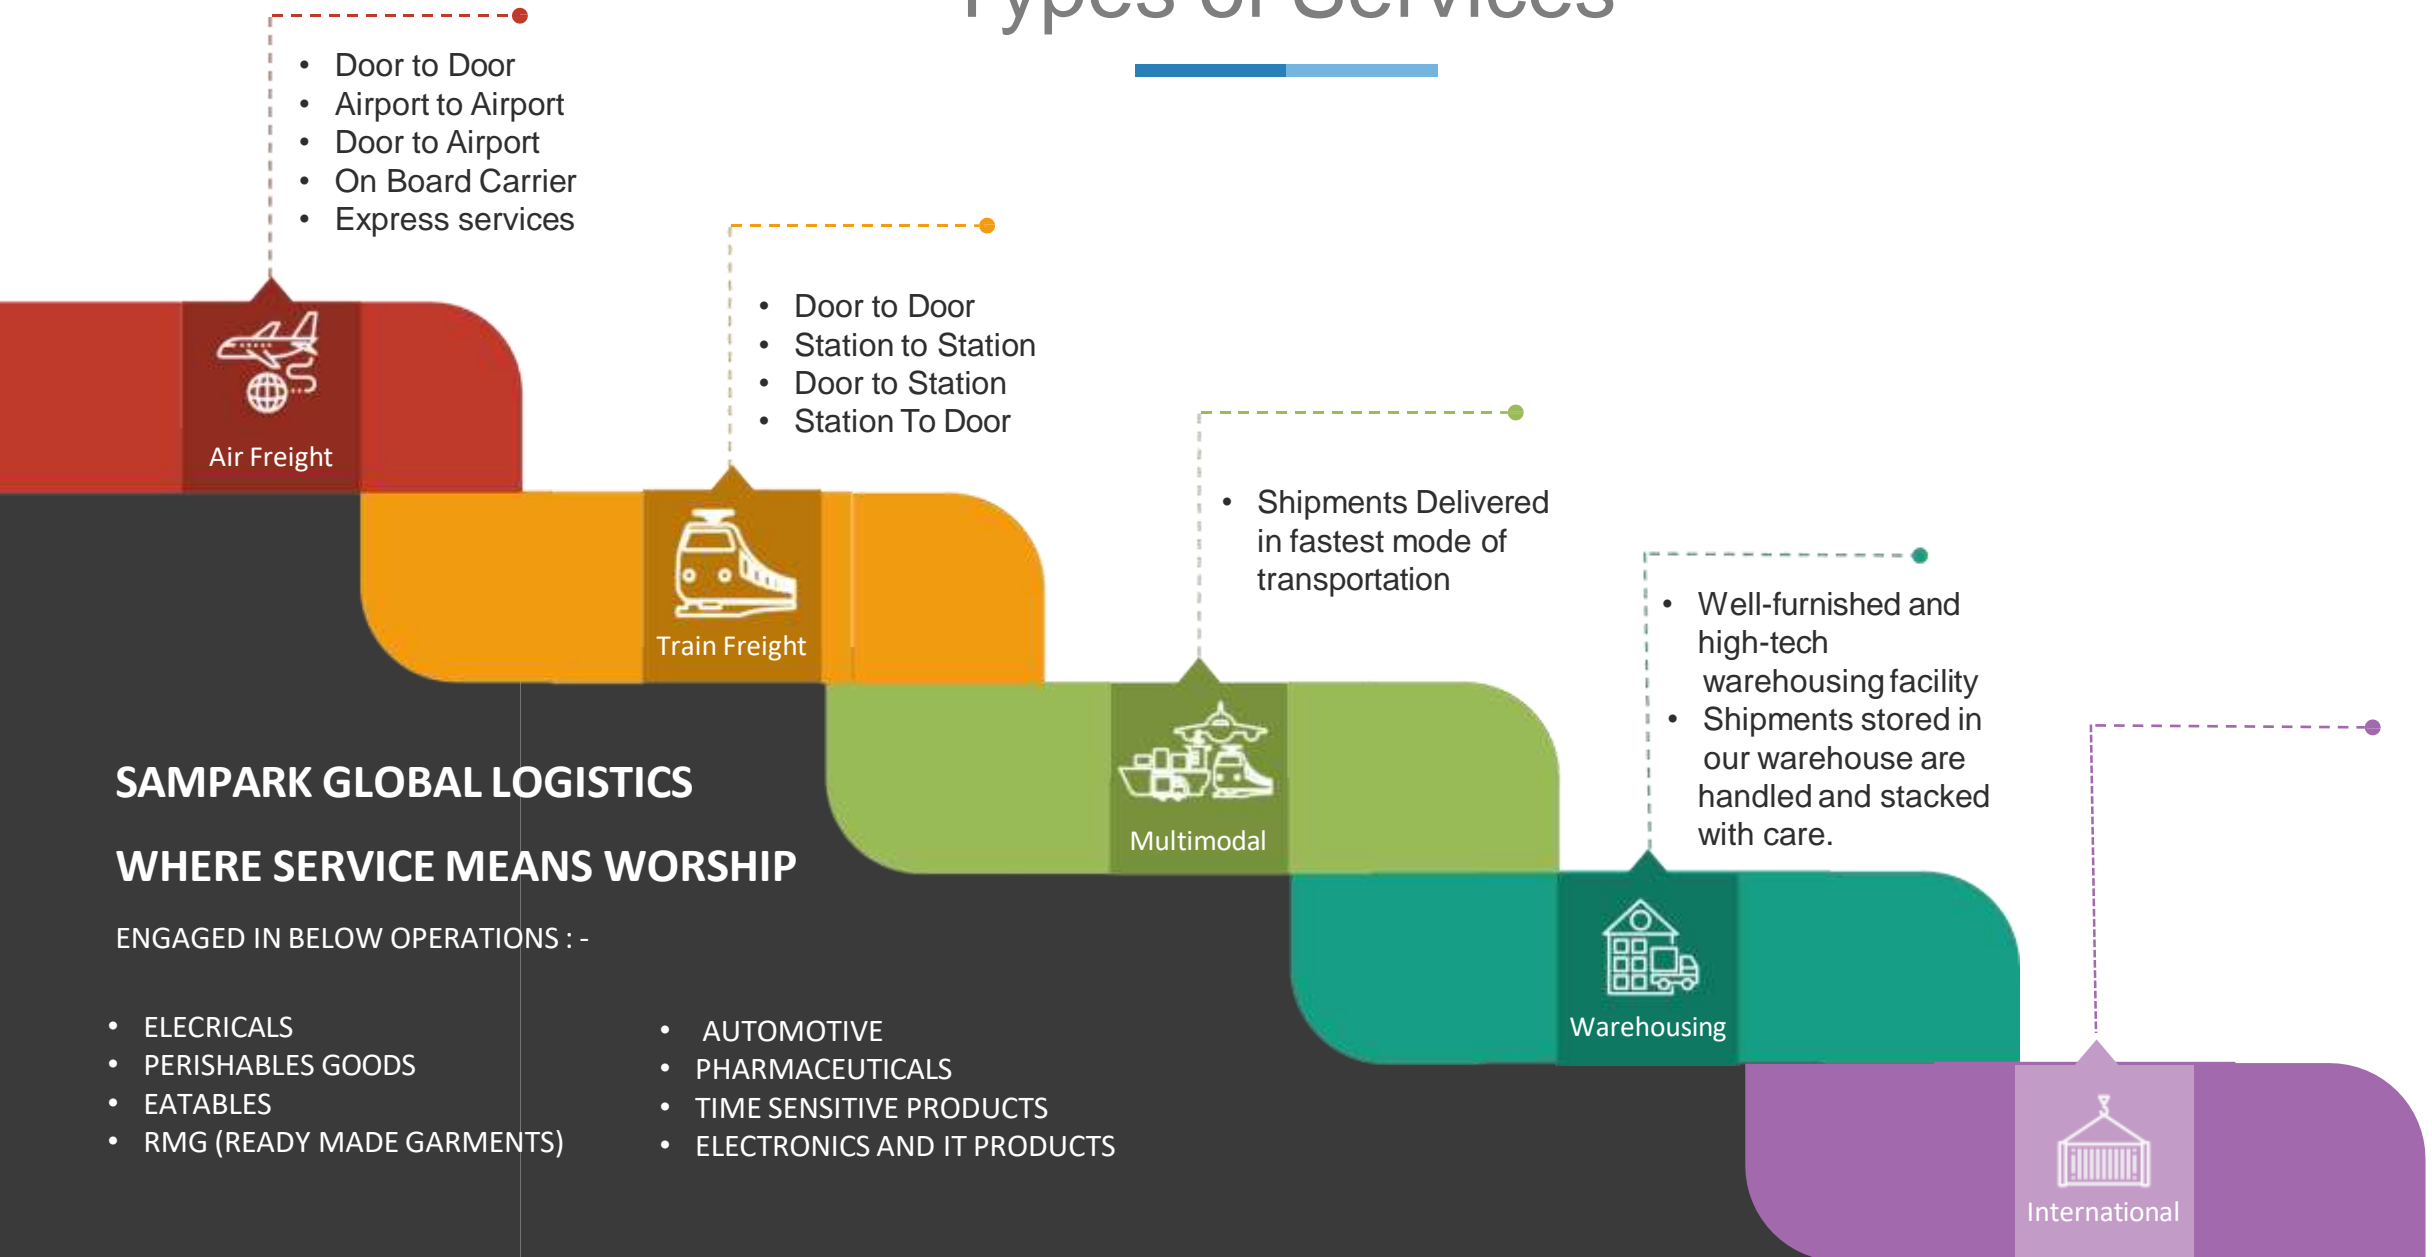 Types of Services
• Door to Door
• Airport to Airport
• Door to Airport
• On Board Carrier
• Express services
Air Freight
• Door to Door
• Station to Station
• Door to Station
• Station To Door
Train Freight
• Shipments Delivered
in fastest mode of
transportation
Multimodal
• Well-furnished and
high-tech
warehousing facility
• Shipments stored in
our warehouse are
handled and stacked
with care.
Warehousing
International
SAMPARK GLOBAL LOGISTICS
WHERE SERVICE MEANS WORSHIP
ENGAGED IN BELOW OPERATIONS : -
• ELECRICALS
• PERISHABLES GOODS
• EATABLES
• RMG (READY MADE GARMENTS)
• AUTOMOTIVE
• PHARMACEUTICALS
• TIME SENSITIVE PRODUCTS
• ELECTRONICS AND IT PRODUCTS